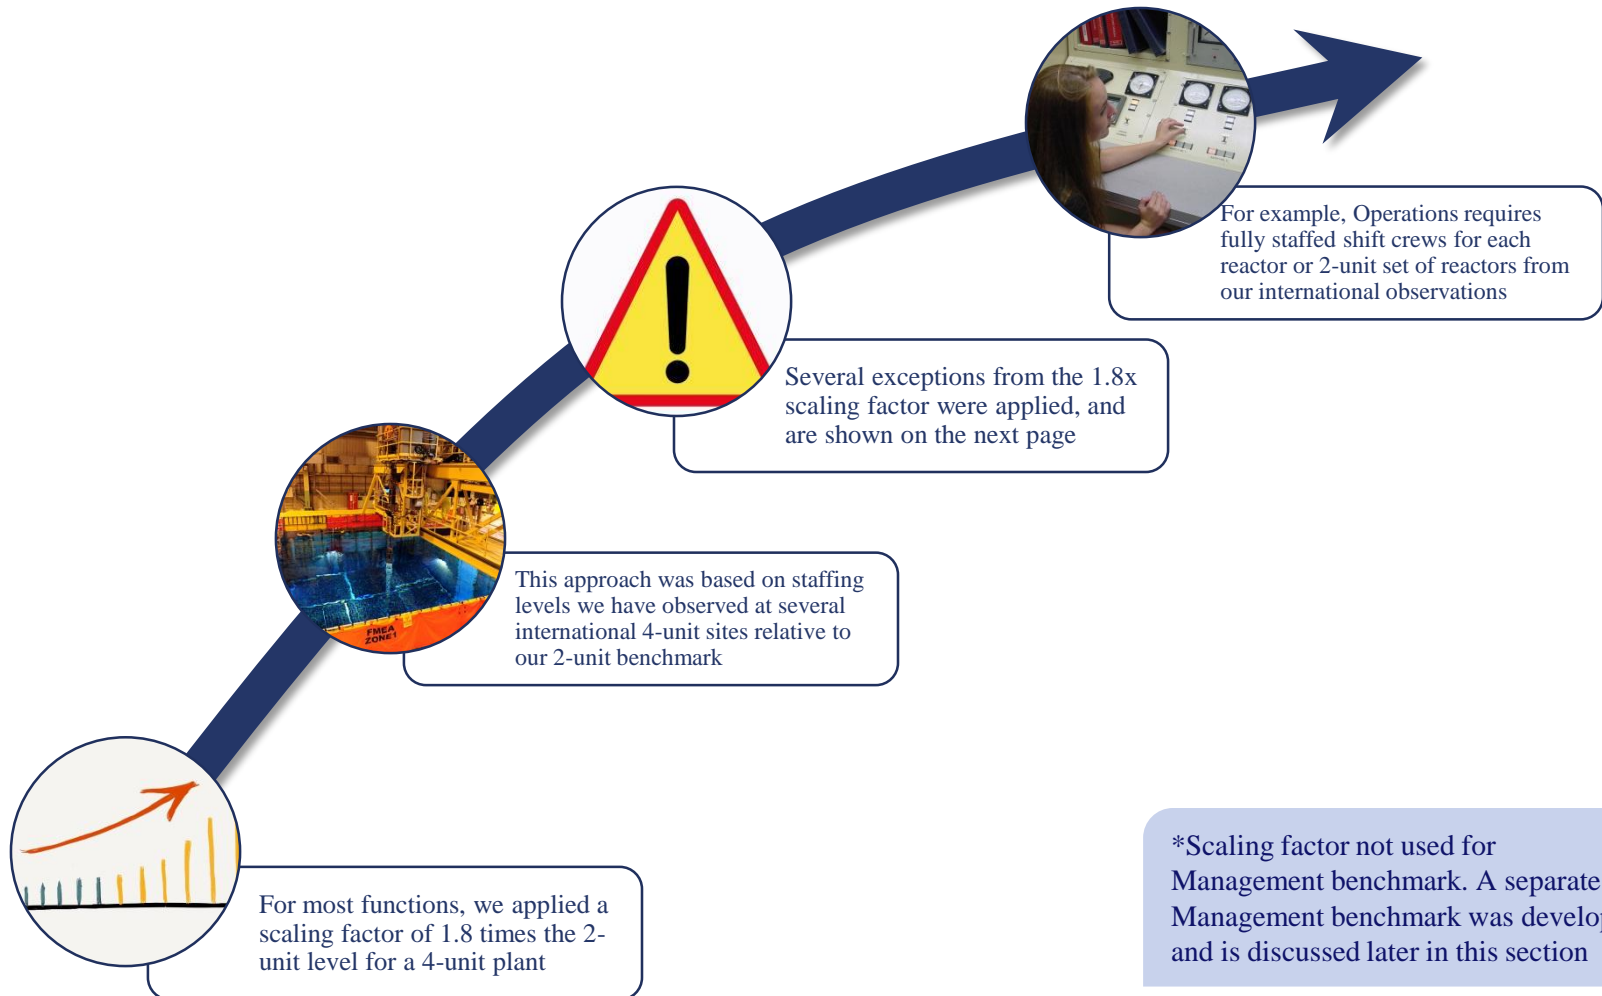 For example, Operations requires
fully staffed shift crews for each
reactor or 2-unit set of reactors from
our international observations
Several exceptions from the 1.8x
scaling factor were applied, and
are shown on the next page
This approach was based on staffing
levels we have observed at several
international 4-unit sites relative to
our 2-unit benchmark
FMEA
ZONE1
For most functions, we applied a
scaling factor of 1.8 times the 2-
unit level for a 4-unit plant
*Scaling factor not used for
Management benchmark. A separate
Management benchmark was develop
and is discussed later in this section